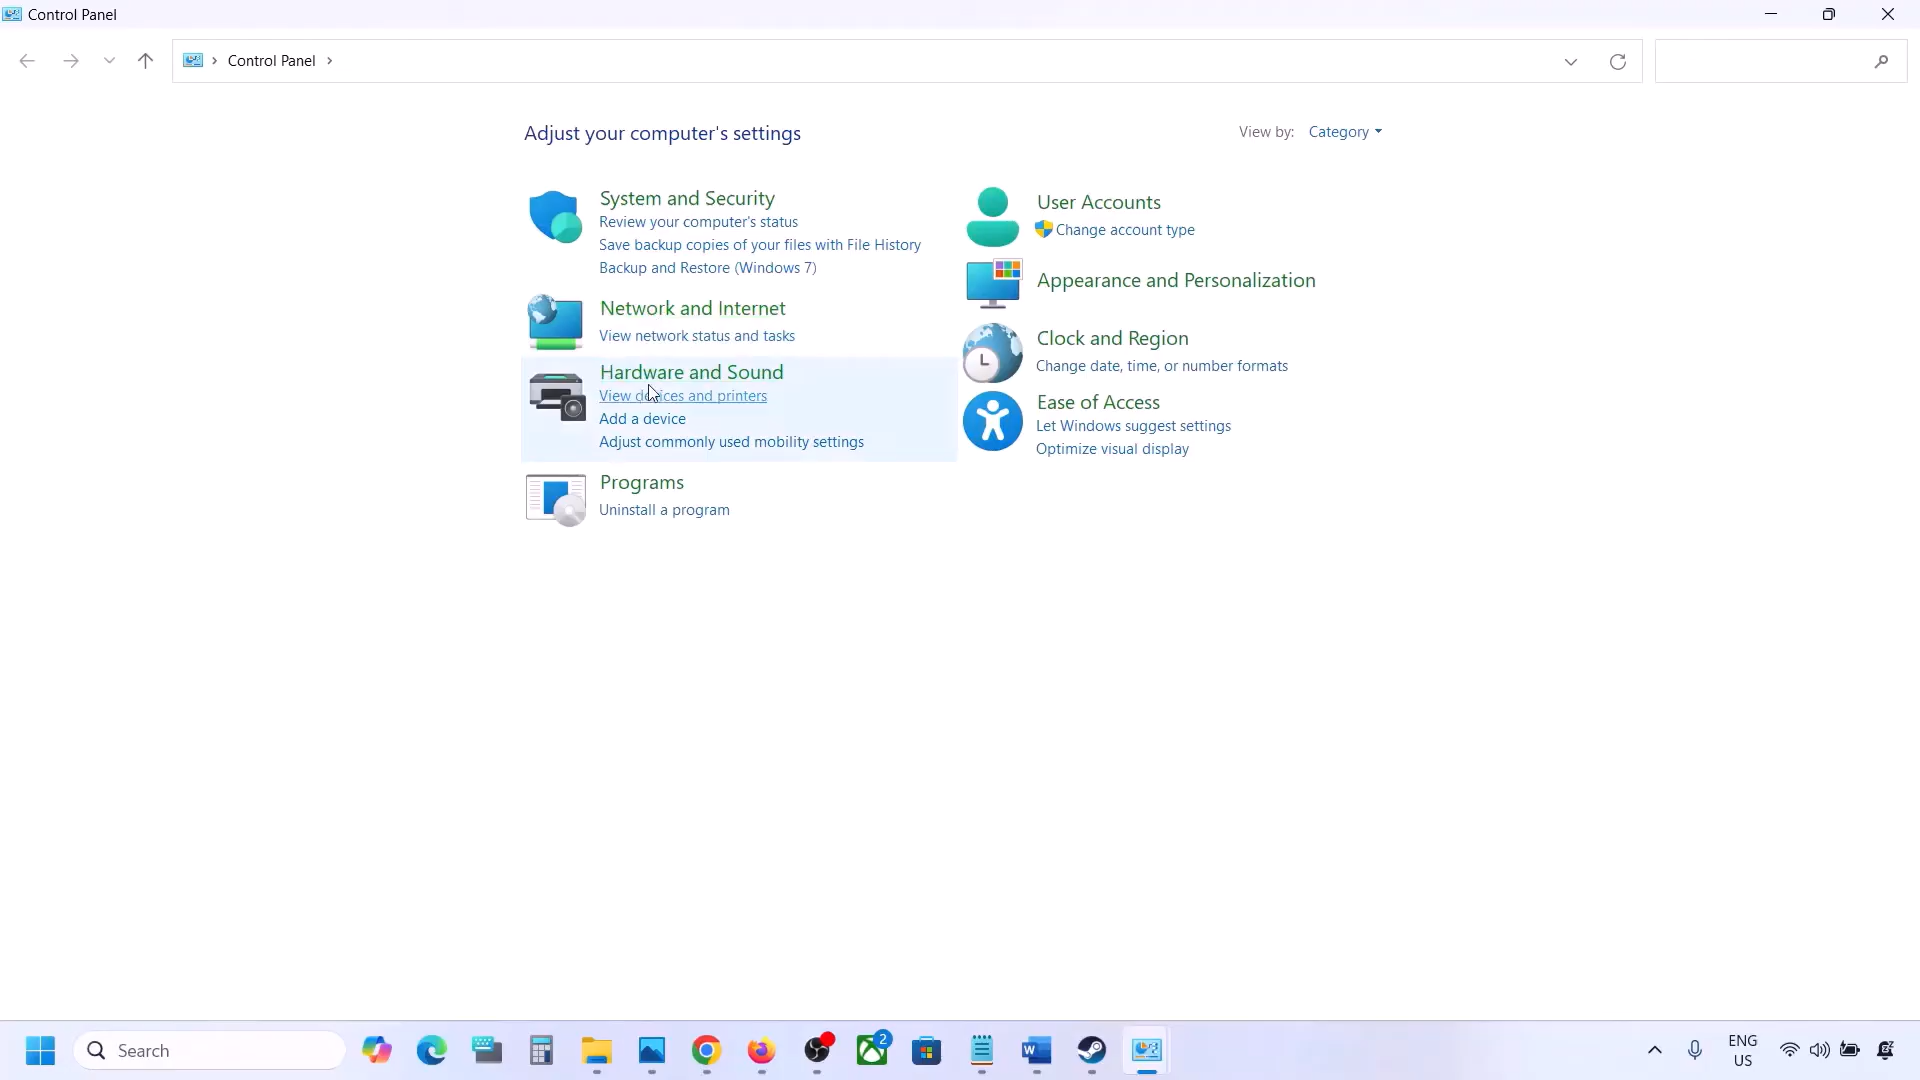 Control Panel
Control Panel
Adjust your computer's settings
View by: Category
System and Security
Review your computer's status
Save backup copies of your files with File History
Backup and Restore (Windows 7)
Network and Internet
View network status and tasks
Hardware and Sound
View devices and printers
Add a device
Adjust commonly used mobility settings
Programs
Uninstall a program
User Accounts
Change account type
Appearance and Personalization
Clock and Region
Change date, time, or number formats
Ease of Access
Let Windows suggest settings
Optimize visual display
Search
2
ENG
US